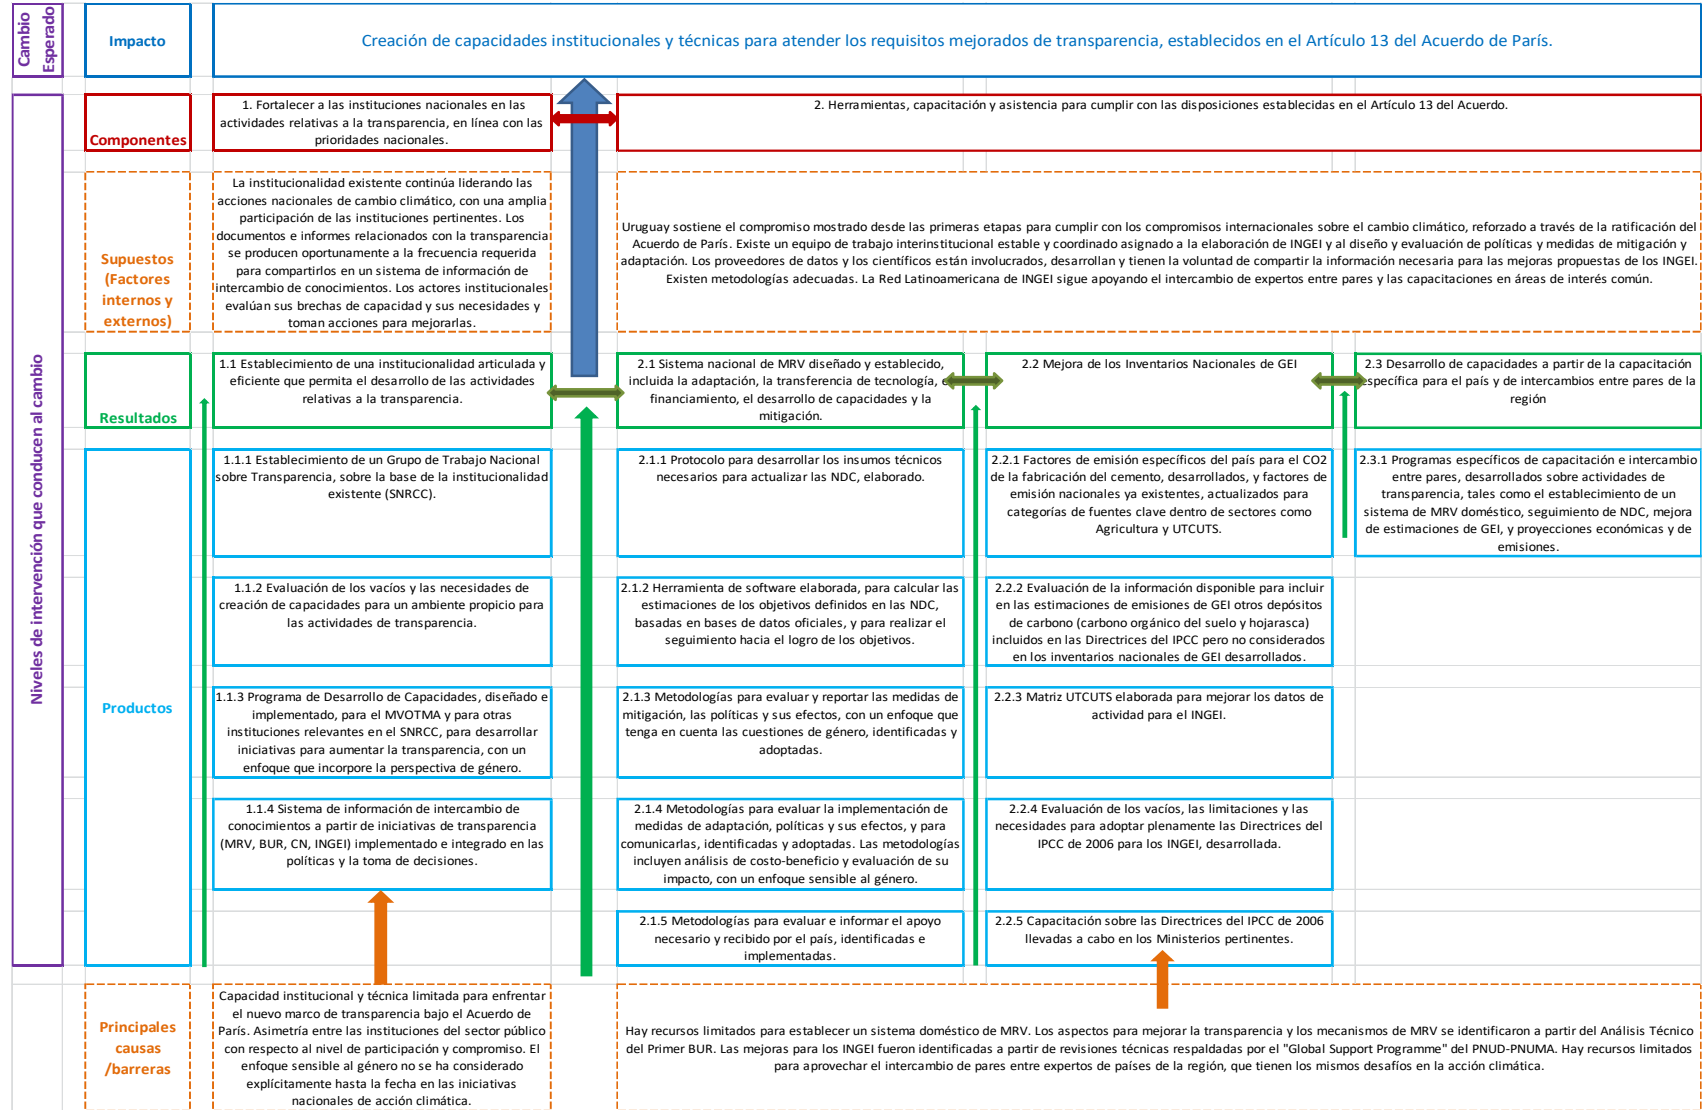 Cambio
Esperado
Impacto
Creación de capacidades institucionales y técnicas para atender los requisitos mejorados de transparencia, establecidos en el Artículo 13 del Acuerdo de París.
Niveles de intervención que conducen al cambio
Componentes
1. Fortalecer a las instituciones nacionales en las
actividades relativas a la transparencia, en línea con las
prioridades nacionales.
2. Herramientas, capacitación y asistencia para cumplir con las disposiciones establecidas en el Artículo 13 del Acuerdo.
Supuestos
(Factores
internos y
externos)
La institucionalidad existente continúa liderando las
acciones nacionales de cambio climático, con una amplia
participación de las instituciones pertinentes. Los
documentos e informes relacionados con la transparencia
se producen oportunamente a la frecuencia requerida
para compartirlos en un sistema de información de
intercambio de conocimientos. Los actores institucionales
evalúan sus brechas de capacidad y sus necesidades y
toman acciones para mejorarlas.
Uruguay sostiene el compromiso mostrado desde las primeras etapas para cumplir con los compromisos internacionales sobre el cambio climático, reforzado a través de la ratificación del
Acuerdo de París. Existe un equipo de trabajo interinstitucional estable y coordinado asignado a la elaboración de INGEI y al diseño y evaluación de políticas y medidas de mitigación y
adaptación. Los proveedores de datos y los científicos están involucrados, desarrollan y tienen la voluntad de compartir la información necesaria para las mejoras propuestas de los INGEI.
Existen metodologías adecuadas. La Red Latinoamericana de INGEI sigue apoyando el intercambio de expertos entre pares y las capacitaciones en áreas de interés común.
Resultados
1.1 Establecimiento de una institucionalidad articulada y
eficiente que permita el desarrollo de las actividades
relativas a la transparencia.
2.1 Sistema nacional de MRV diseñado y establecido,
incluida la adaptación, la transferencia de tecnología, e
financiamiento, el desarrollo de capacidades y la
mitigación.
2.2 Mejora de los Inventarios Nacionales de GEI
2.3 Desarrollo de capacidades a partir de la capacitación
específica para el país y de intercambios entre pares de la
región
Productos
1.1.1 Establecimiento de un Grupo de Trabajo Nacional
sobre Transparencia, sobre la base de la institucionalidad
existente (SNRCC).
2.1.1 Protocolo para desarrollar los insumos técnicos
necesarios para actualizar las NDC, elaborado.
2.2.1 Factores de emisión específicos del país para el CO2
de la fabricación del cemento, desarrollados, y factores de
emisión nacionales ya existentes, actualizados para
categorías de fuentes clave dentro de sectores como
Agricultura y UTCUTS.
2.3.1 Programas específicos de capacitación e intercambio
entre pares, desarrollados sobre actividades de
transparencia, tales como el establecimiento de un
sistema de MRV doméstico, seguimiento de NDC, mejora
de estimaciones de GEI, y proyecciones económicas y de
emisiones.
1.1.2 Evaluación de los vacíos y las necesidades de
creación de capacidades para un ambiente propicio para
las actividades de transparencia.
2.1.2 Herramienta de software elaborada, para calcular las
estimaciones de los objetivos definidos en las NDC,
basadas en bases de datos oficiales, y para realizar el
seguimiento hacia el logro de los objetivos.
2.2.2 Evaluación de la información disponible para incluir
en las estimaciones de emisiones de GEI otros depósitos
de carbono (carbono orgánico del suelo y hojarasca)
incluidos en las Directrices del IPCC pero no considerados
en los inventarios nacionales de GEI desarrollados.
1.1.3 Programa de Desarrollo de Capacidades, diseñado e
implementado, para el MVOTMA y para otras
instituciones relevantes en el SNRCC, para desarrollar
iniciativas para aumentar la transparencia, con un
enfoque que incorpore la perspectiva de género.
2.1.3 Metodologías para evaluar y reportar las medidas de
mitigación, las políticas y sus efectos, con un enfoque que
tenga en cuenta las cuestiones de género, identificadas y
adoptadas.
2.2.3 Matriz UTCUTS elaborada para mejorar los datos de
actividad para el INGEI.
1.1.4 Sistema de información de intercambio de
conocimientos a partir de iniciativas de transparencia
(MRV, BUR, CN, INGEI) implementado e integrado en las
políticas y la toma de decisiones.
2.1.4 Metodologías para evaluar la implementación de
medidas de adaptación, políticas y sus efectos, y para
comunicarlas, identificadas y adoptadas. Las metodologías
incluyen análisis de costo-beneficio y evaluación de su
impacto, con un enfoque sensible al género.
2.2.4 Evaluación de los vacíos, las limitaciones y las
necesidades para adoptar plenamente las Directrices del
IPCC de 2006 para los INGEI, desarrollada.
2.1.5 Metodologías para evaluar e informar el apoyo
necesario y recibido por el país, identificadas e
implementadas.
2.2.5 Capacitación sobre las Directrices del IPCC de 2006
llevadas a cabo en los Ministerios pertinentes.
Principales
causas
/barreras
Capacidad institucional y técnica limitada para enfrentar
el nuevo marco de transparencia bajo el Acuerdo de
París. Asimetría entre las instituciones del sector público
con respecto al nivel de participación y compromiso. El
enfoque sensible al género no se ha considerado
explícitamente hasta la fecha en las iniciativas
nacionales de acción climática.
Hay recursos limitados para establecer un sistema doméstico de MRV. Los aspectos para mejorar la transparencia y los mecanismos de MRV se identificaron a partir del Análisis Técnico
del Primer BUR. Las mejoras para los INGEI fueron identificadas a partir de revisiones técnicas respaldadas por el "Global Support Programme" del PNUD-PNUMA. Hay recursos limitados
para aprovechar el intercambio de pares entre expertos de países de la región, que tienen los mismos desafíos en la acción climática.